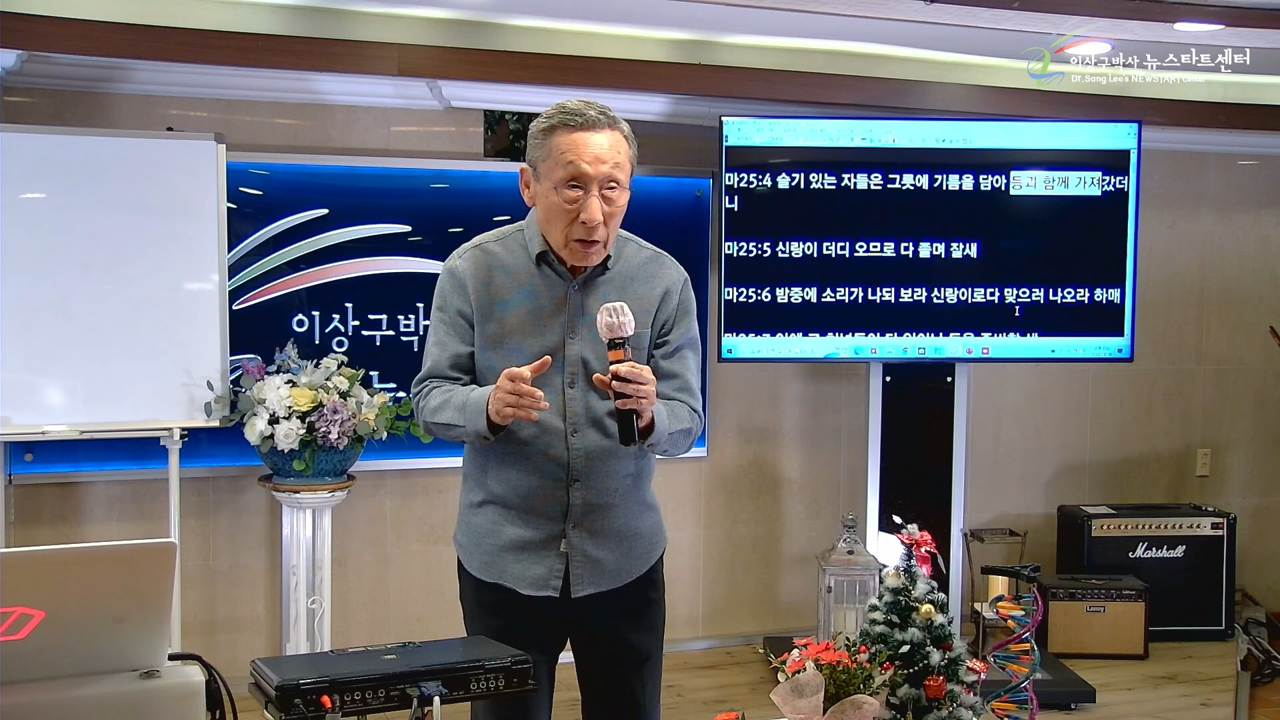 이상구박사 뉴스타트센터
Dr.Sang Lee's NEWSTART Center
마25:4 슬기 있는 자들은 그릇에 기름을 담아 등과 함께 가져갔더
니
마25:5 신랑이 더디 오므로 다 졸며 잘새
마25:6 밤중에 소리가 나되 보라 신랑이로다 맞으러 나오라 하매
이상구박
Marshall
Laney